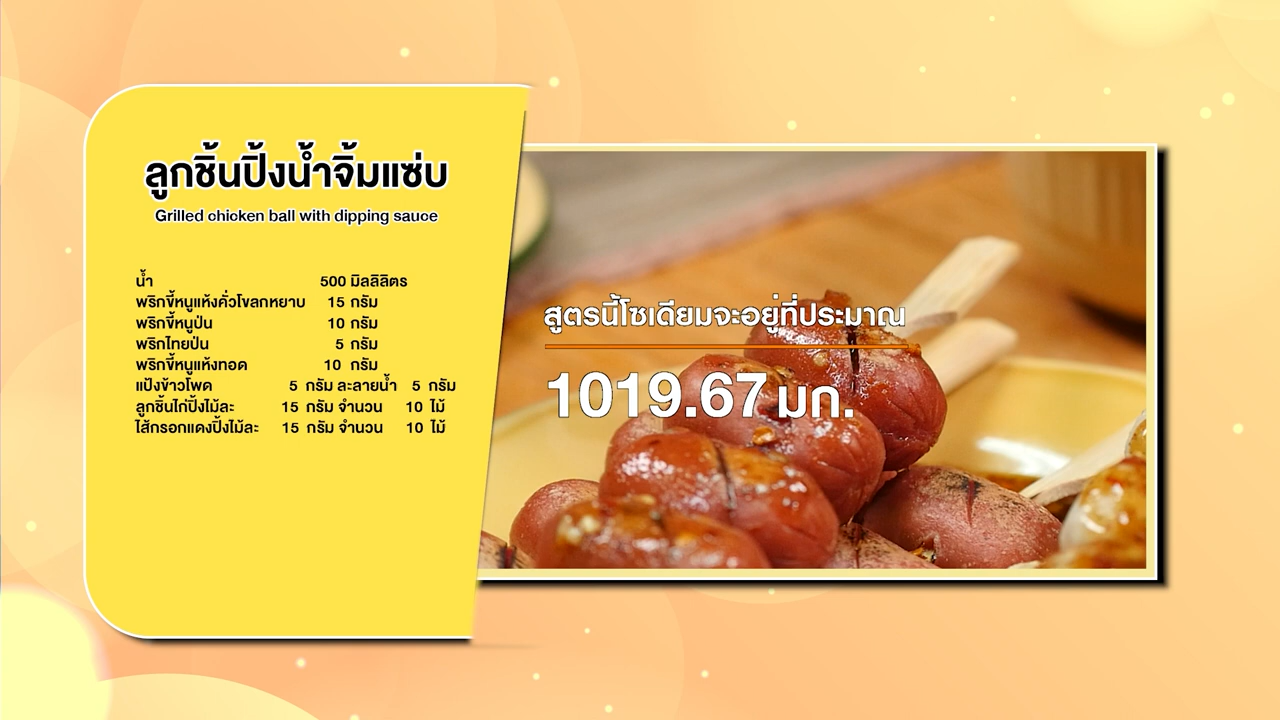 ลูกชิ้นปิ้งน้ำจิ้มแซ่บ
Grilled chicken ball with dipping sauce
น้ำ 500 มิลลิลิตร
พริกขี้หนูแห้งคั่วโขลกหยาบ 15 กรัม
พริกขี้หนูป่น 10 กรัม
พริกไทยป่น 5 กรัม
พริกขี้หนูแห้งทอด 10 กรัม
แป้งข้าวโพด 5 กรัม ละลายน้ำ 5 กรัม
ลูกชิ้นไก่ปิ้งไม้ละ 15 กรัม จำนวน 10 ไม้
ไส้กรอกแดงปิ้งไม้ละ 15 กรัม จำนวน 10 ไม้
สูตรนี้โซเดียมจะอยู่ที่ประมาณ
1019.67 มก.